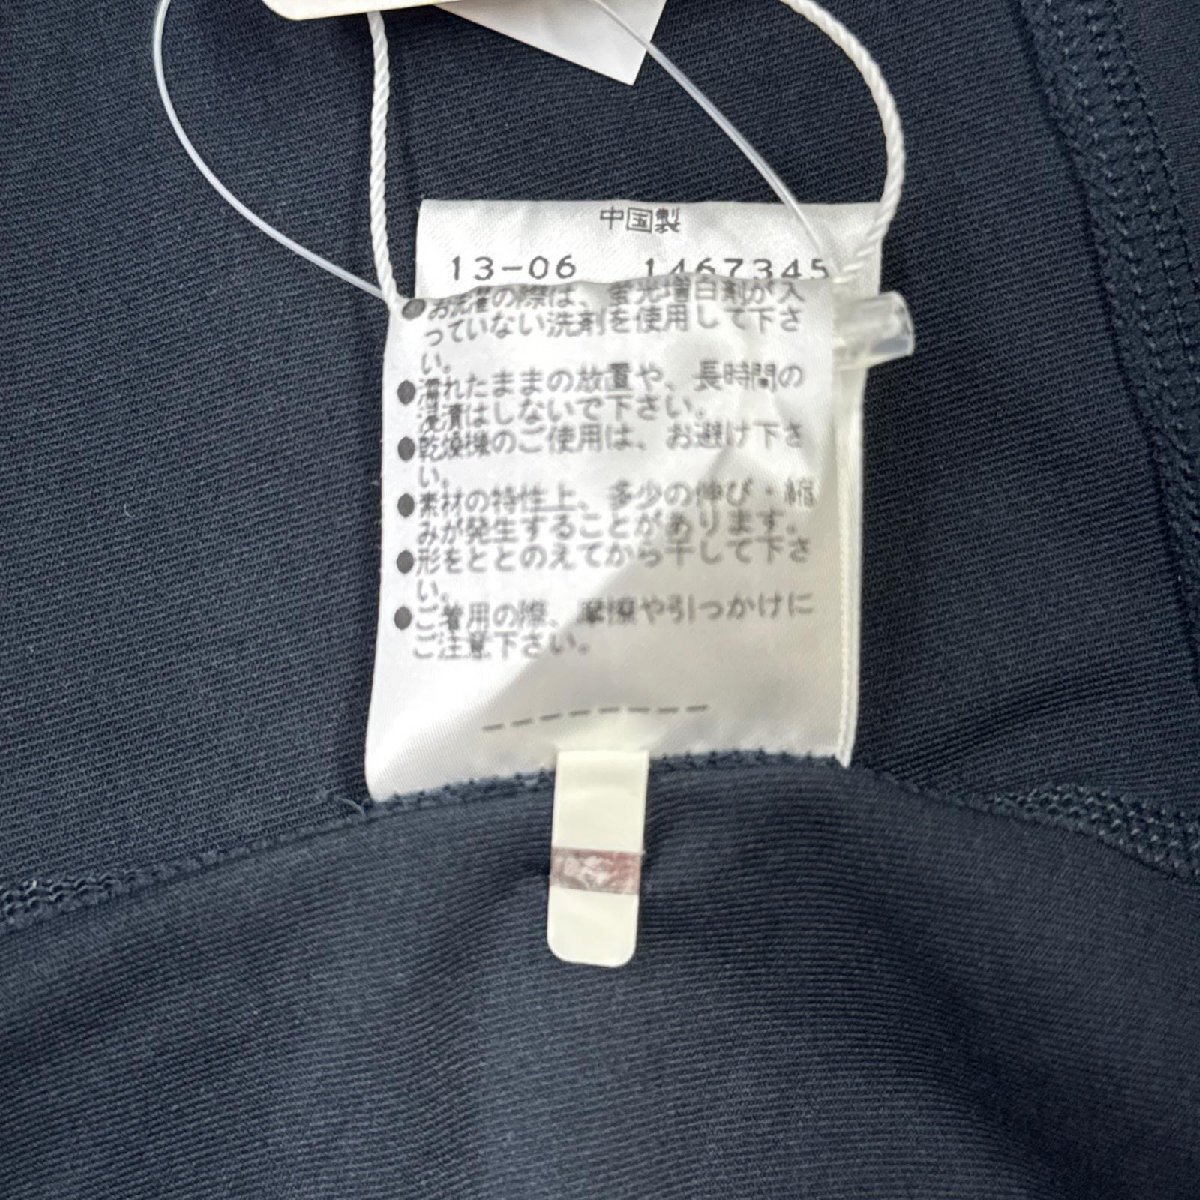 中国製
13-06 1467345
●お洗濯の際は、蛍光増白剤が入
っていない洗剤を使用して下さ
い。
●濡れたままの放置や、長時間の
浸漬はしないで下さい。
●乾燥機のご使用は、お避け下さ
い。
●素材の特性上、多少の伸び・縮
みが発生することがあります。
●形をととのえてから干して下さ
い。
●ご着用の際、摩擦や引っかけに
ご注意下さい。